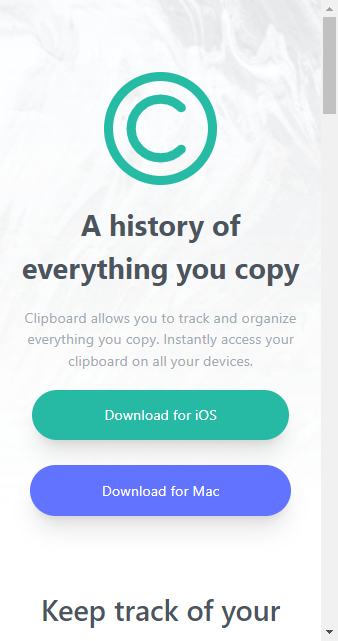 A history of
everything you copy
Clipboard allows you to track and organize
everything you copy. Instantly access your
clipboard on all your devices.
Download for iOS
Download for Mac
Keep track of your